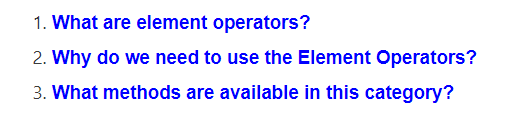 1. What are element operators?
2. Why do we need to use the Element Operators?
3. What methods are available in this category?